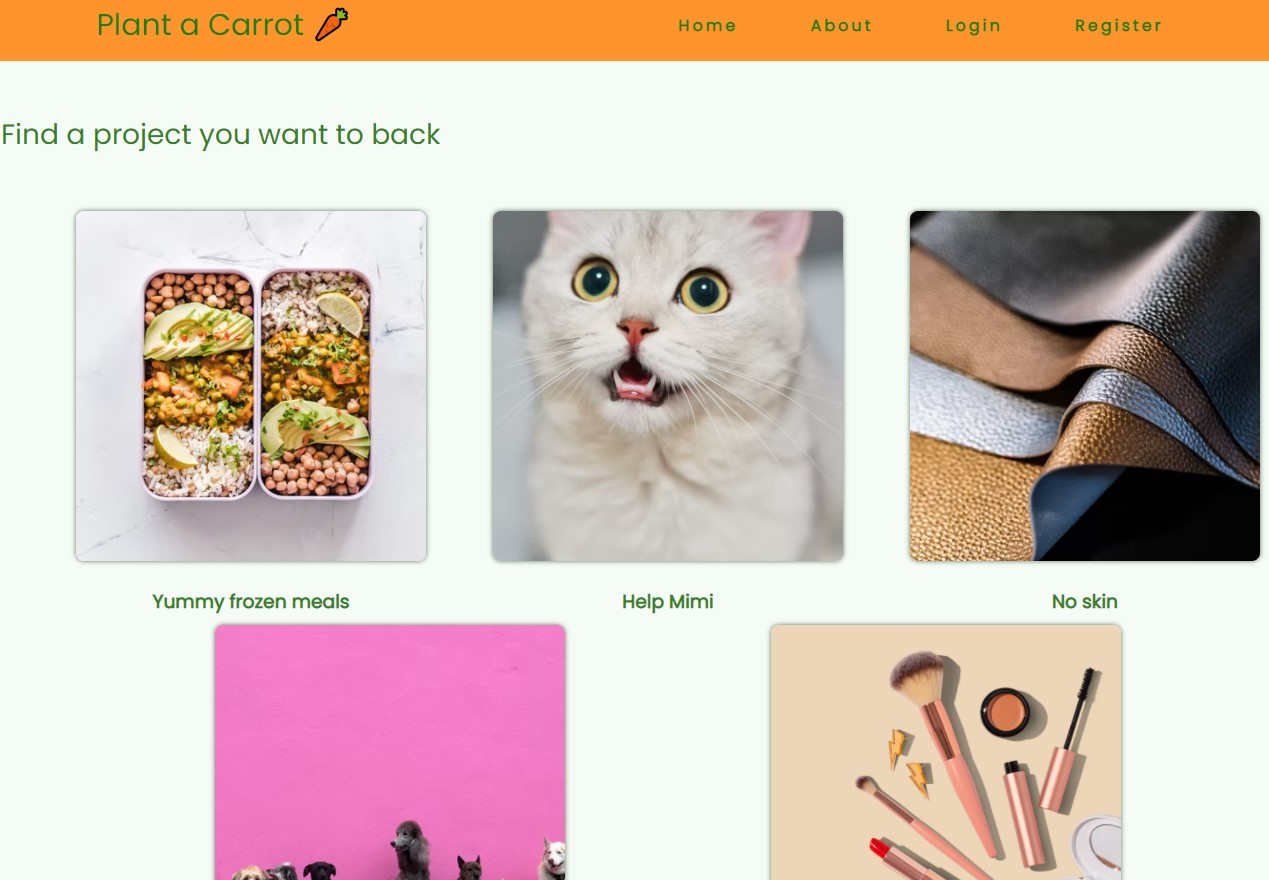 Plant a Carrot 🥕
Home About Login Register
Find a project you want to back
Yummy frozen meals
Help Mimi
No skin